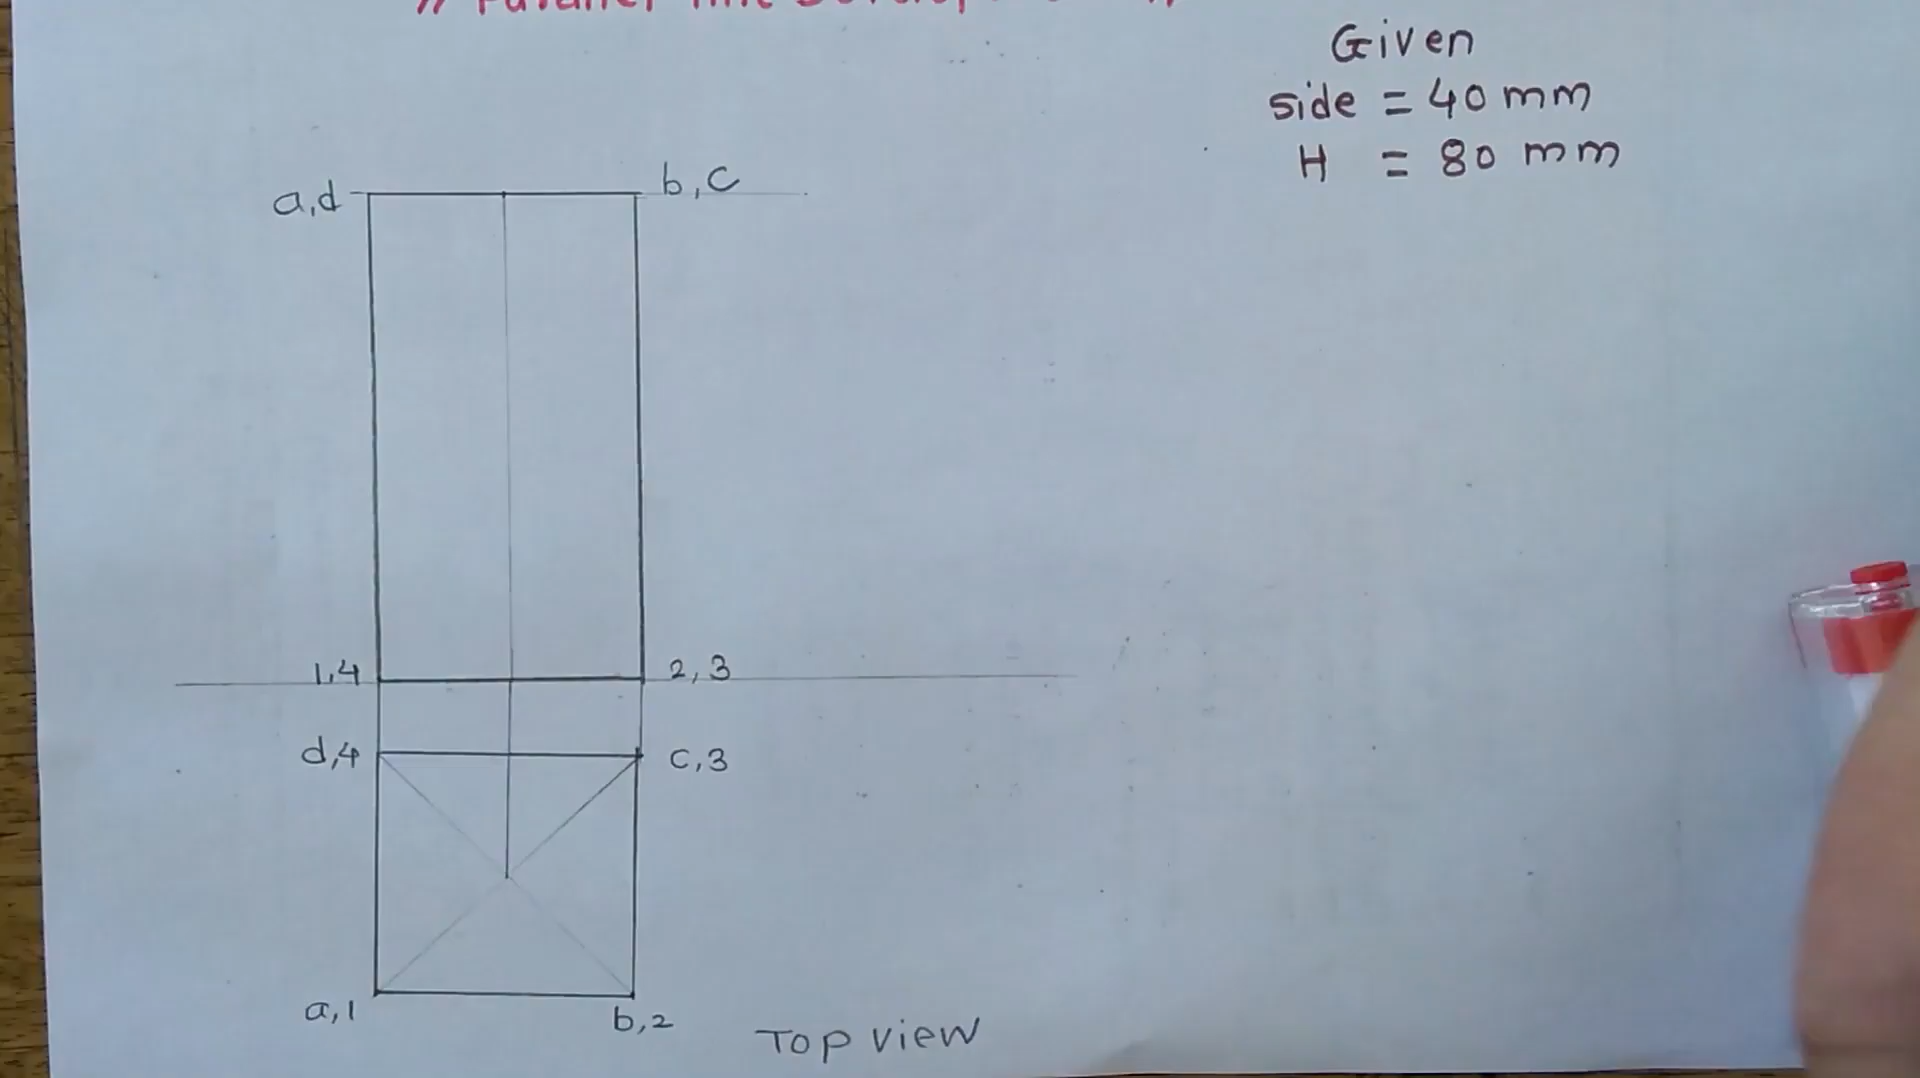 Given
side = 40 mm
H = 80 mm
a,d
b,c
1,4
2,3
d,4
c,3
a,1
b,2
Top view